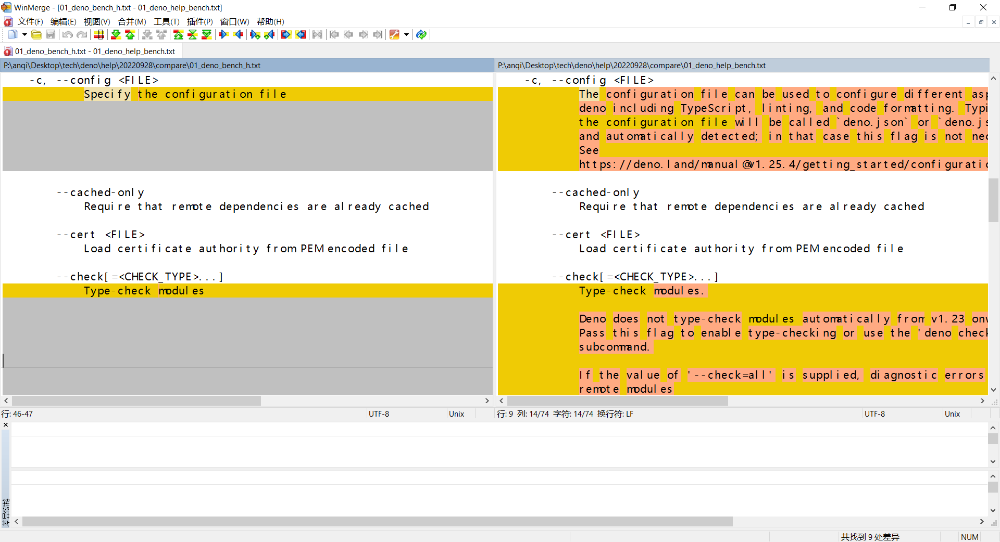 WinMerge - [01_deno_bench_h.txt - 01_deno_help_bench.txt]
文件(F) 编辑(E) 视图(V) 合并(M) 工具(T) 插件(P) 窗口(W) 帮助(H)
01_deno_bench_h.txt - 01_deno_help_bench.txt
P:\anqi\Desktop\tech\deno\help\20220928\compare\01_deno_bench_h.txt
-c, --config <FILE>
Specify the configuration file
--cached-only
Require that remote dependencies are already cached
--cert <FILE>
Load certificate authority from PEM encoded file
--check[=<CHECK_TYPE>...]
Type-check modules
行: 46-47
UTF-8
Unix
P:\anqi\Desktop\tech\deno\help\20220928\compare\01_deno_help_bench.txt
-c, --config <FILE>
The configuration file can be used to configure different asp
deno including TypeScript, linting, and code formatting. Typi
the configuration file will be called `deno.json` or `deno.js
and automatically detected; in that case this flag is not nec
See
https://deno.land/manual@v1.25.4/getting_started/configuratio
--cached-only
Require that remote dependencies are already cached
--cert <FILE>
Load certificate authority from PEM encoded file
--check[=<CHECK_TYPE>...]
Type-check modules.
Deno does not type-check modules automatically from v1.23 onw
Pass this flag to enable type-checking or use the 'deno check
subcommand.
If the value of '--check=all' is supplied, diagnostic errors
remote modules
行: 9 列: 14/74 字符: 14/74 换行符: LF
UTF-8
Unix
差异窗格
共找到 9 处差异
NUM